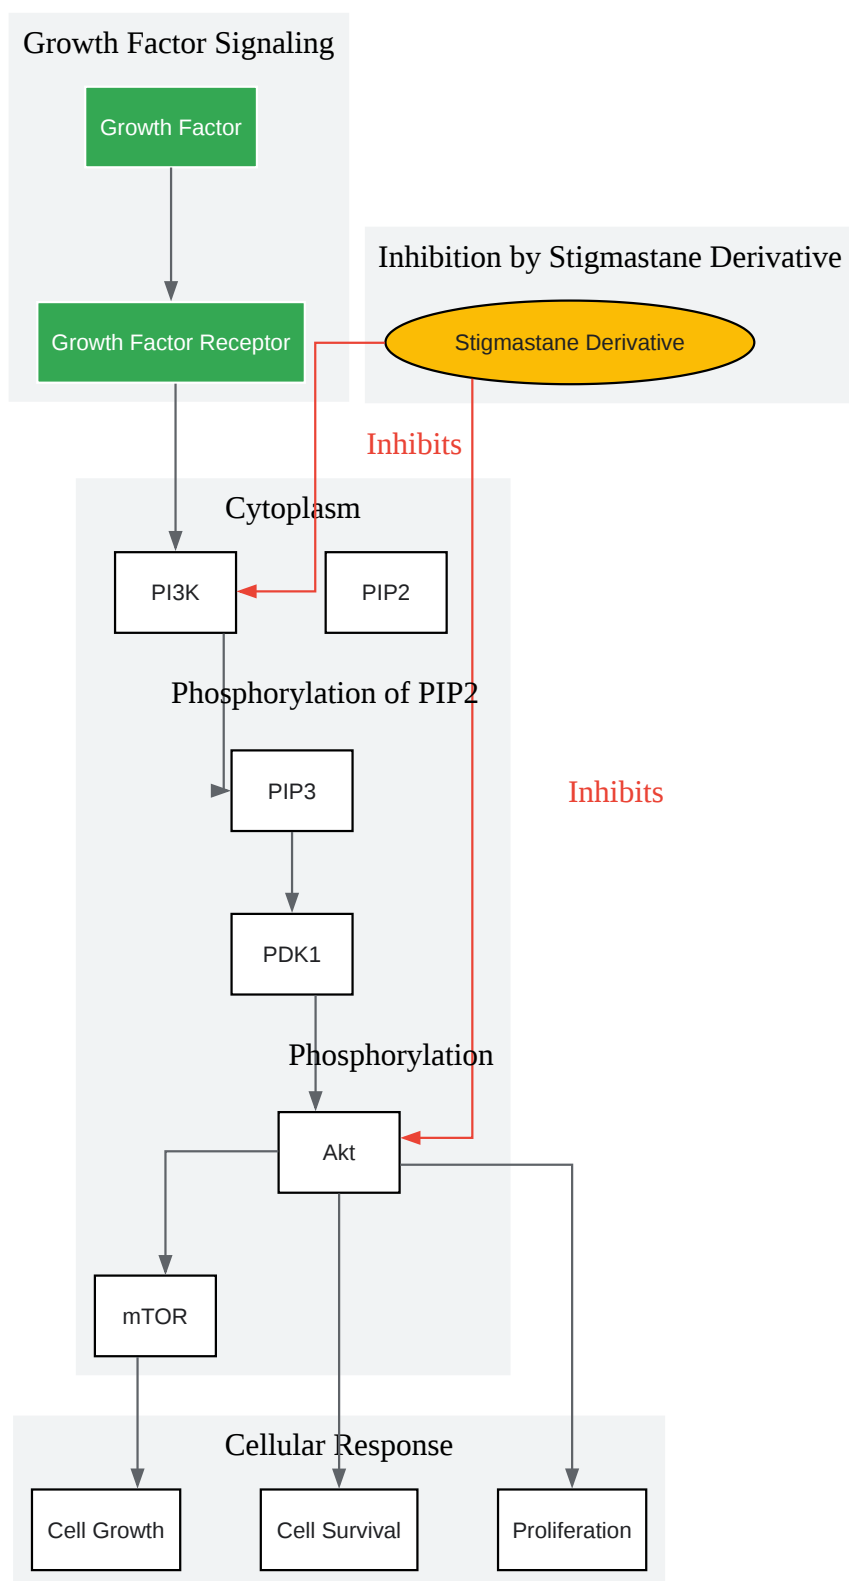 Growth Factor Signaling
Growth Factor
Inhibition by Stigmastane Derivative
Growth Factor Receptor
Stigmastane Derivative
Inhibits
Cytoplasm
PI3K
PIP2
Phosphorylation of PIP2
PIP3
Inhibits
PDK1
Phosphorylation
Akt
mTOR
Cellular Response
Cell Growth
Cell Survival
Proliferation